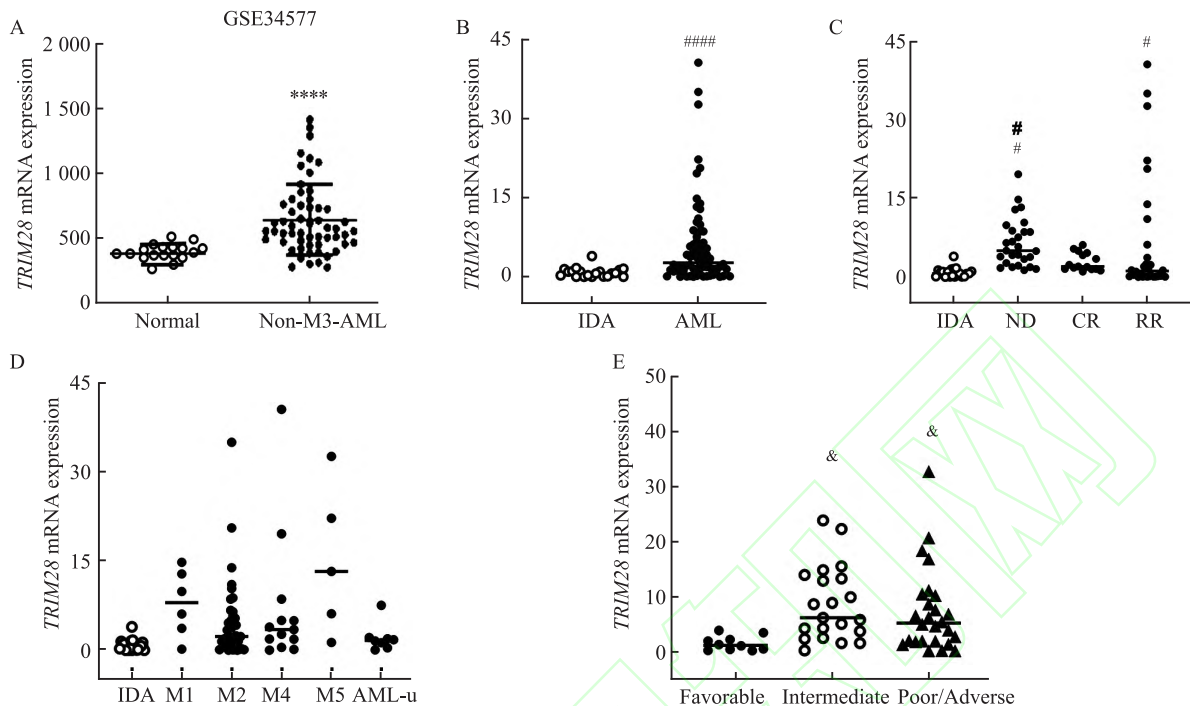 A
GSE34577
TRIM28 mRNA expression
2 000
1 500
1 000
500
0
****
Normal
Non-M3-AML
B
TRIM28 mRNA expression
45
30
15
0
####
IDA
AML
C
TRIM28 mRNA expression
45
30
15
0
#
#
#
IDA
ND
CR
RR
D
TRIM28 mRNA expression
45
30
15
0
IDA
M1
M2
M4
M5
AML-u
E
TRIM28 mRNA expression
50
40
30
20
10
0
&
&
Favorable
Intermediate
Poor/Adverse